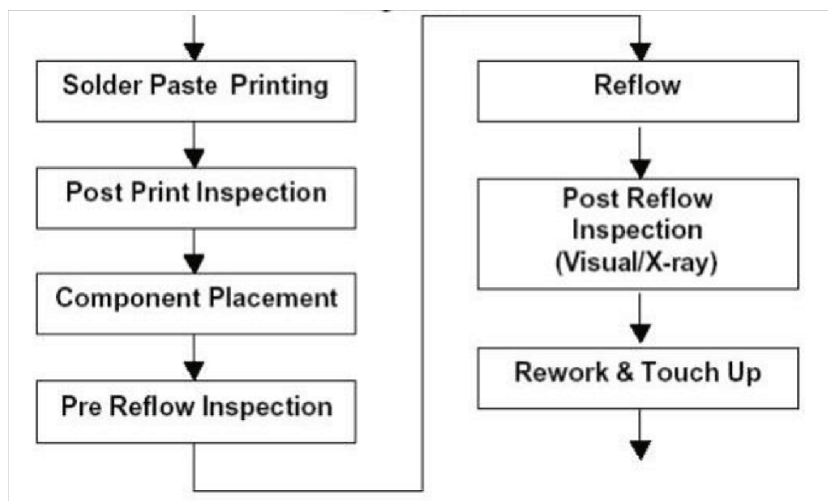 Solder Paste Printing
Post Print Inspection
Component Placement
Pre Reflow Inspection
Reflow
Post Reflow
Inspection
(Visual/X-ray)
Rework & Touch Up